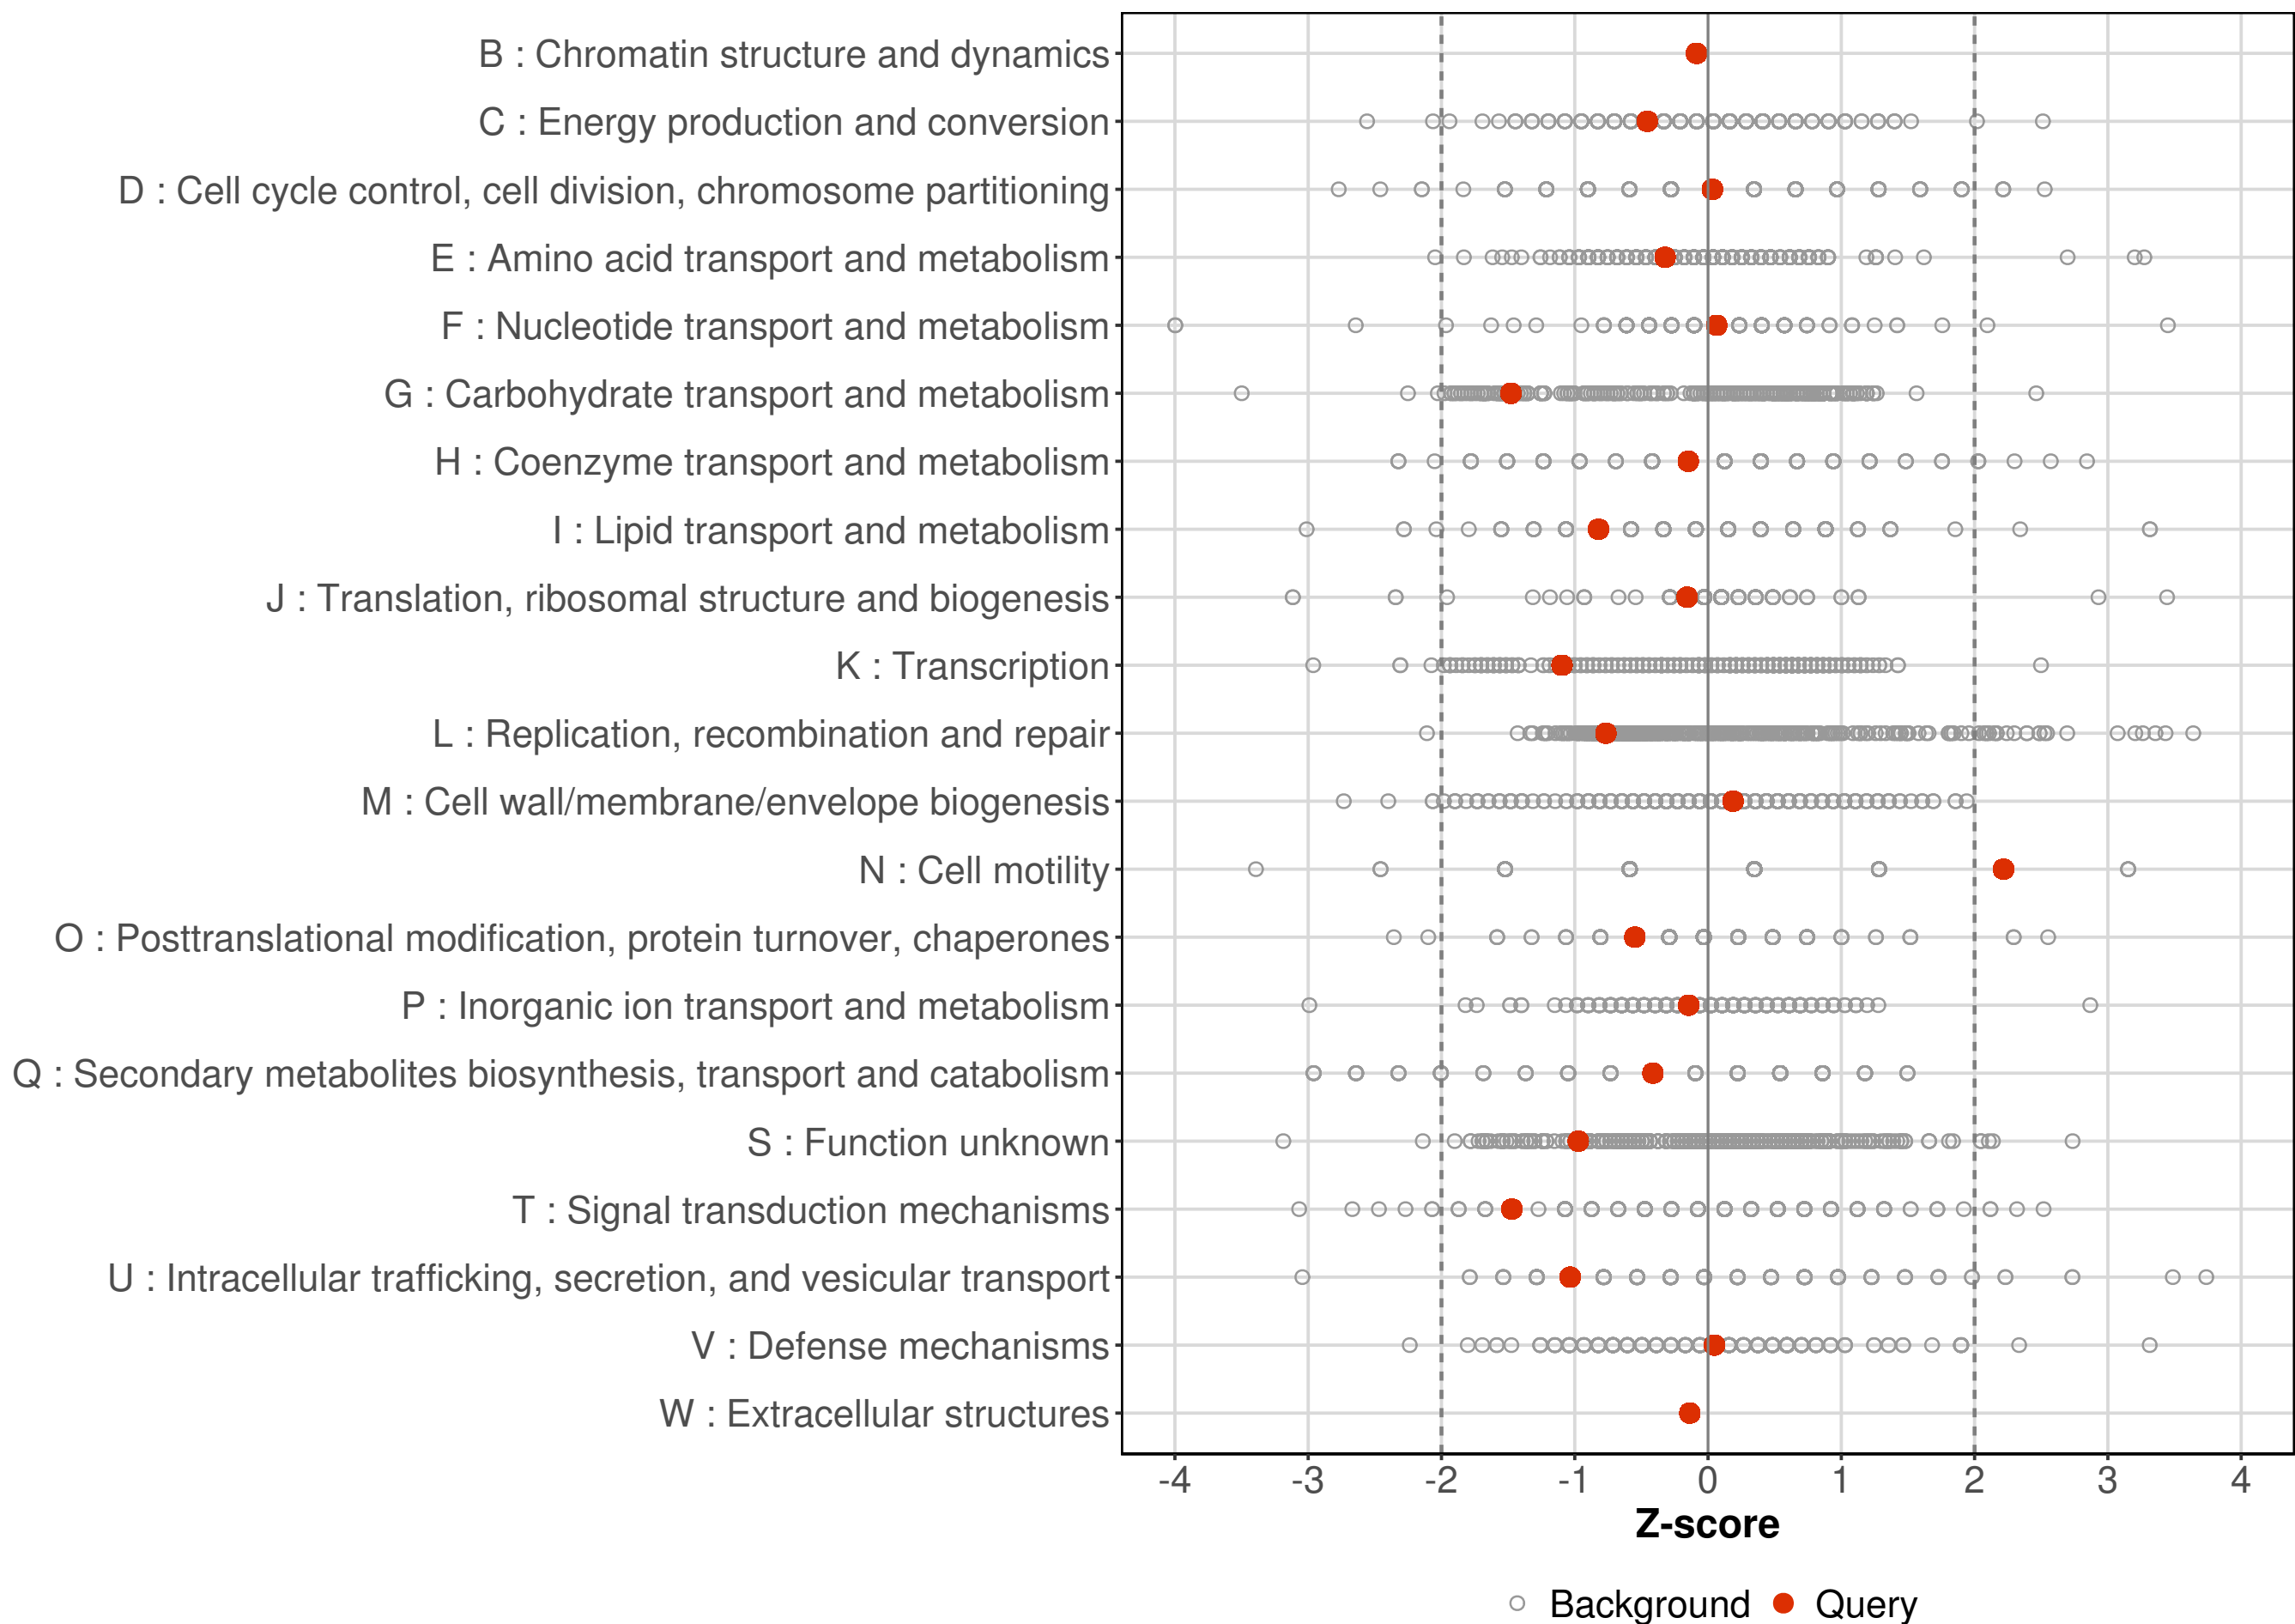 B : Chromatin structure and dynamics
C : Energy production and conversion
D : Cell cycle control, cell division, chromosome partitioning
E : Amino acid transport and metabolism
F : Nucleotide transport and metabolism
G : Carbohydrate transport and metabolism
H : Coenzyme transport and metabolism
I : Lipid transport and metabolism
J : Translation, ribosomal structure and biogenesis
K : Transcription
L : Replication, recombination and repair
M : Cell wall/membrane/envelope biogenesis
N : Cell motility
O : Posttranslational modification, protein turnover, chaperones
P : Inorganic ion transport and metabolism
Q : Secondary metabolites biosynthesis, transport and catabolism
S : Function unknown
T : Signal transduction mechanisms
U : Intracellular trafficking, secretion, and vesicular transport
V : Defense mechanisms
W : Extracellular structures
-4 -3 -2 -1 0 1 2 3 4
Z-score
Background Query